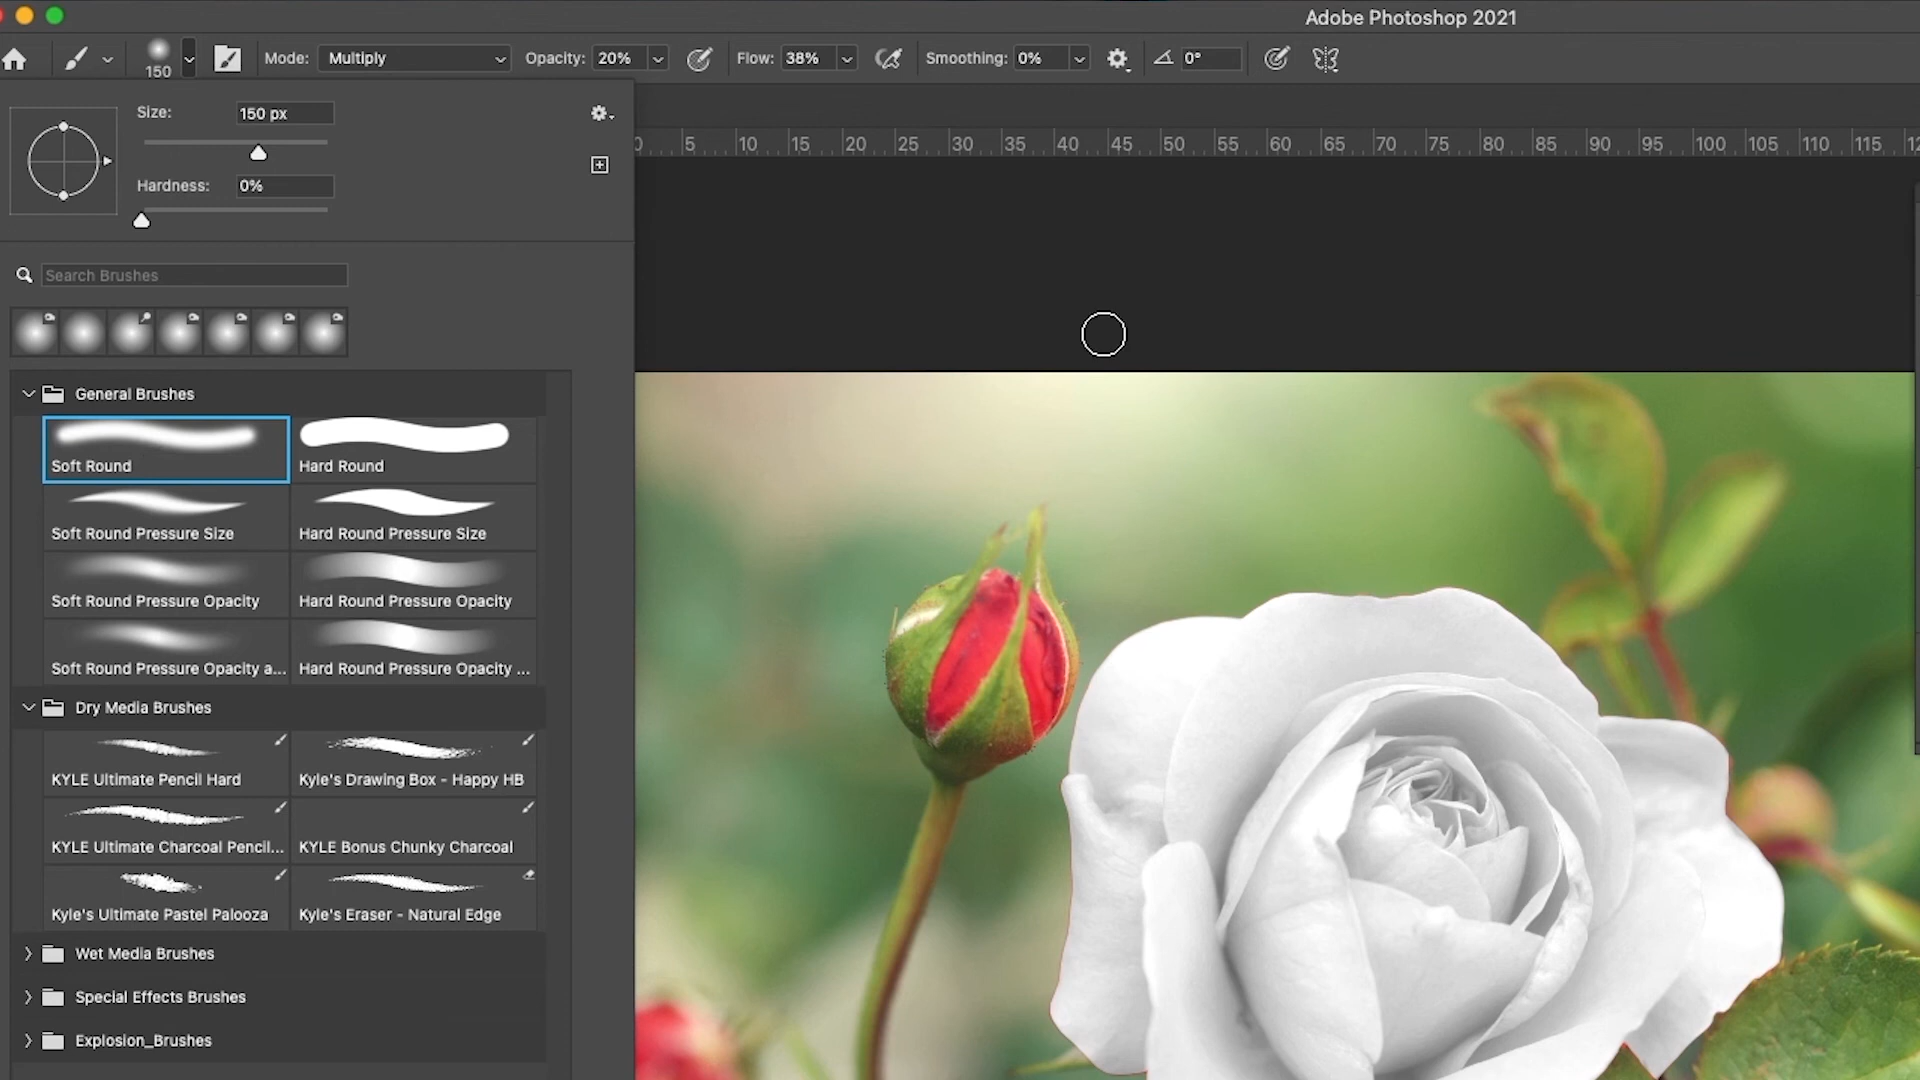 Adobe Photoshop 2021
150 Mode: Multiply Opacity: 20% Flow: 38% Smoothing: 0% 0°
Size: 150 px
Hardness: 0%
0 5 10 15 20 25 30 35 40 45 50 55 60 65 70 75 80 85 90 95 100 105 110 115
Search Brushes
General Brushes
Soft Round Hard Round
Soft Round Pressure Size Hard Round Pressure Size
Soft Round Pressure Opacity Hard Round Pressure Opacity
Soft Round Pressure Opacity a... Hard Round Pressure Opacity ...
Dry Media Brushes
KYLE Ultimate Pencil Hard Kyle's Drawing Box - Happy HB
KYLE Ultimate Charcoal Pencil... KYLE Bonus Chunky Charcoal
Kyle's Ultimate Pastel Palooza Kyle's Eraser - Natural Edge
Wet Media Brushes
Special Effects Brushes
Explosion_Brushes